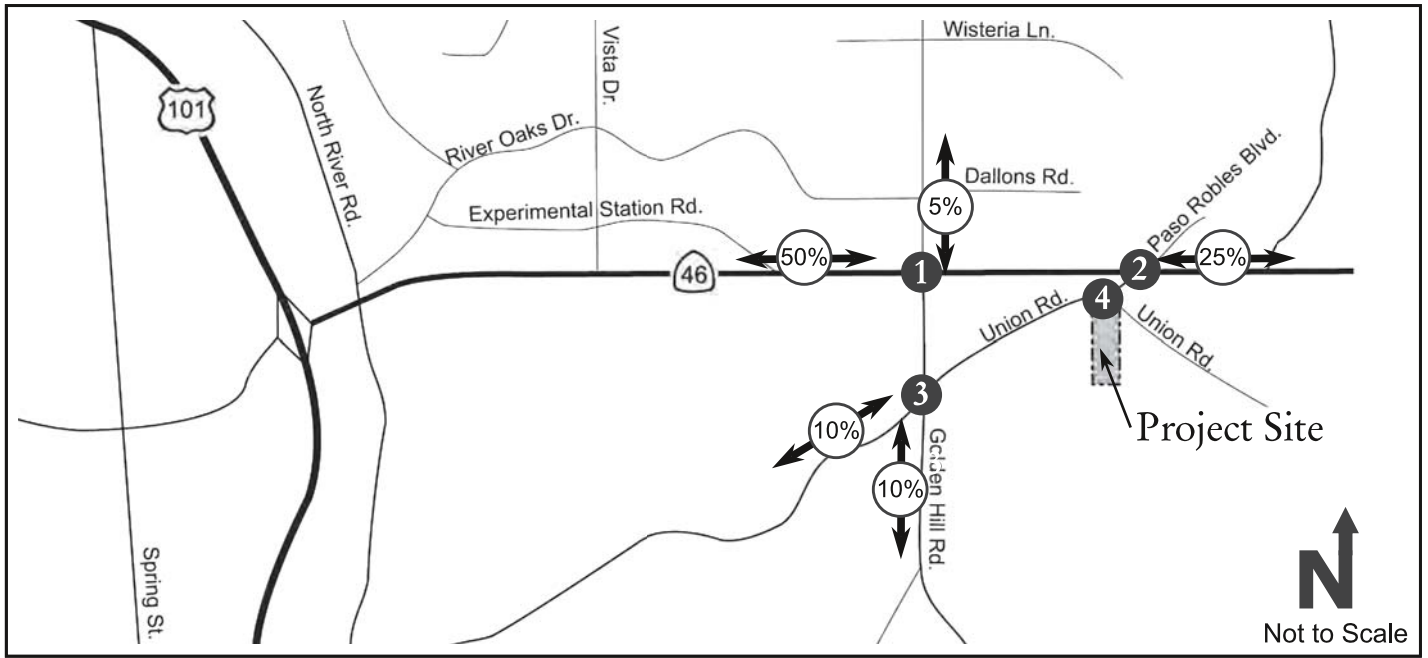 Wisteria Ln.
101
Vista Dr.
North River Rd.
River Oaks Dr.
Paso Robles Blvd.
Dallons Rd.
5%
Experimental Station Rd.
50%
46
1
2
25%
4
Union Rd.
Union Rd.
3
10%
Project Site
Golden Hill Rd.
10%
Spring St.
N
Not to Scale